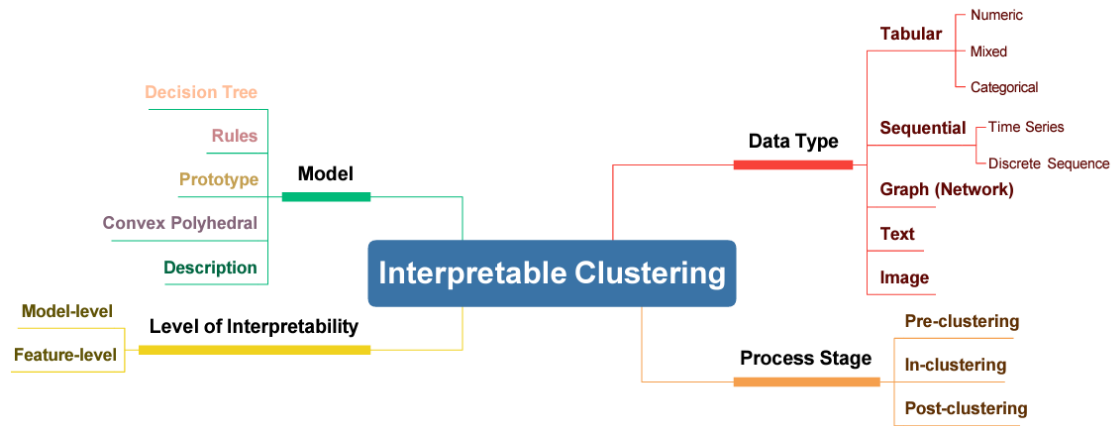 Interpretable Clustering
Model
Decision Tree
Rules
Prototype
Convex Polyhedral
Description
Level of Interpretability
Model-level
Feature-level
Data Type
Tabular
Numeric
Mixed
Categorical
Sequential
Time Series
Discrete Sequence
Graph (Network)
Text
Image
Process Stage
Pre-clustering
In-clustering
Post-clustering